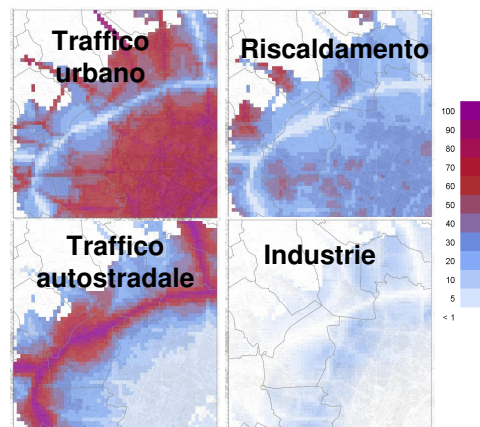 Traffico
urbano
Riscaldamento
Traffico
autostradale
Industrie
100
90
80
70
60
50
40
30
20
10
5
< 1